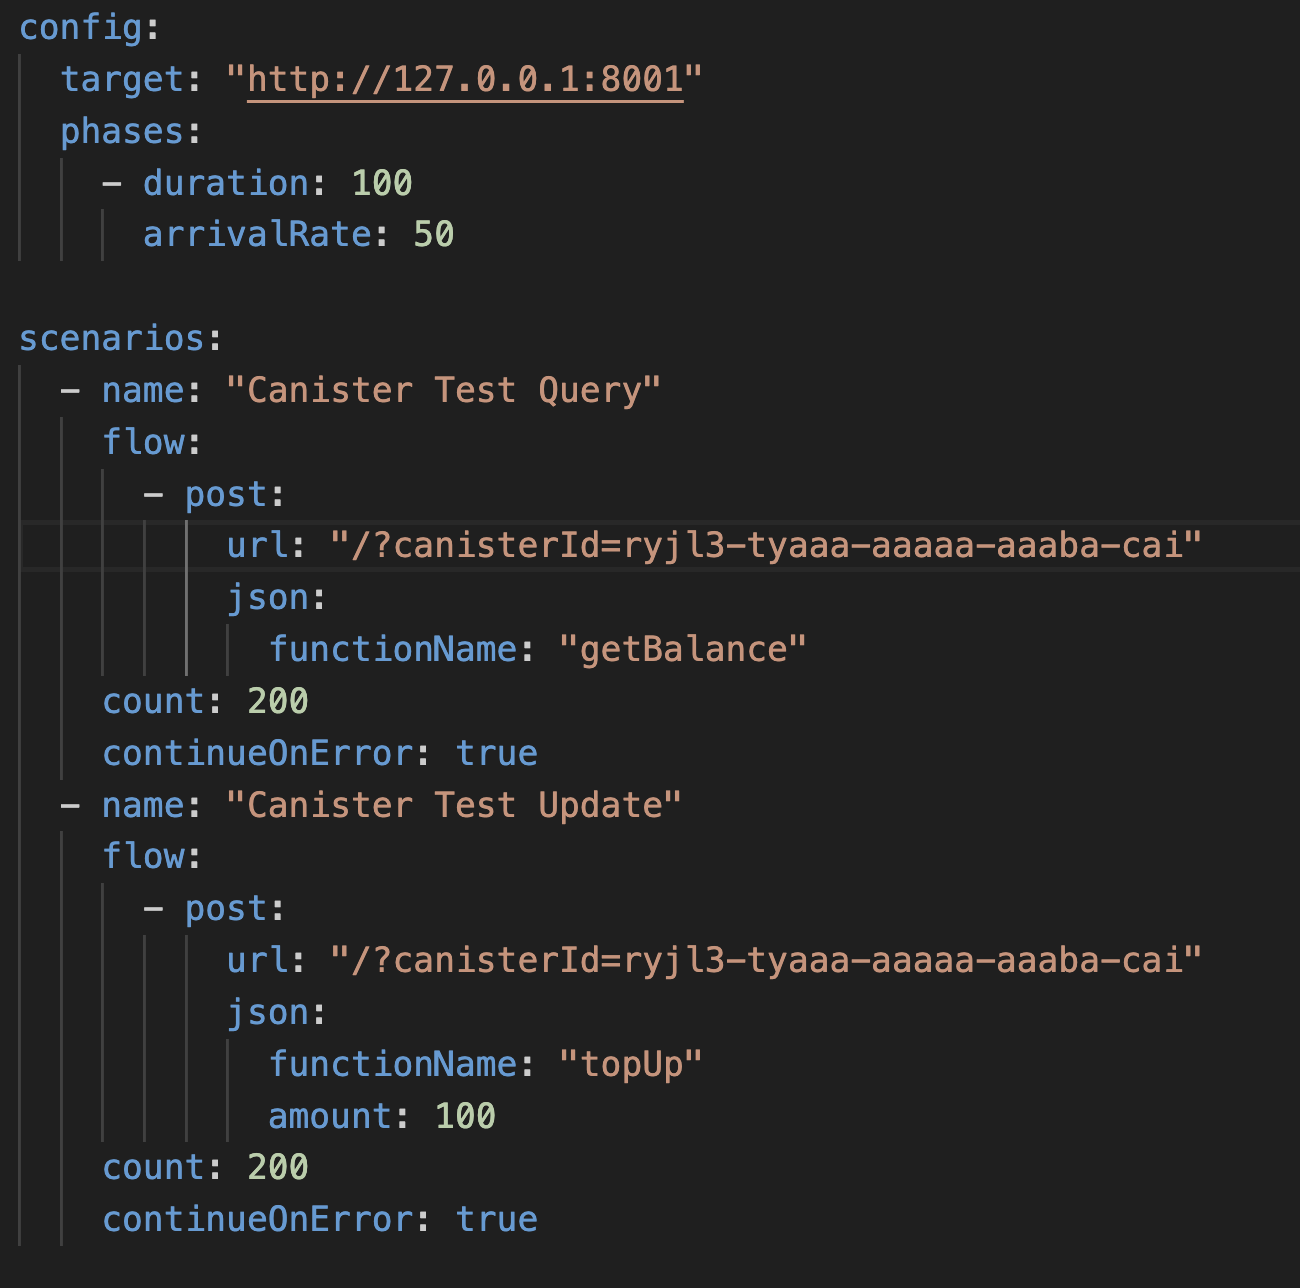 config:
  target: "http://127.0.0.1:8001"
  phases:
    - duration: 100
      arrivalRate: 50

scenarios:
  - name: "Canister Test Query"
    flow:
      - post:
          url: "/?canisterId=ryjl3-tyaaa-aaaaa-aaaba-cai"
          json:
            functionName: "getBalance"
    count: 200
    continueOnError: true
  - name: "Canister Test Update"
    flow:
      - post:
          url: "/?canisterId=ryjl3-tyaaa-aaaaa-aaaba-cai"
          json:
            functionName: "topUp"
            amount: 100
    count: 200
    continueOnError: true